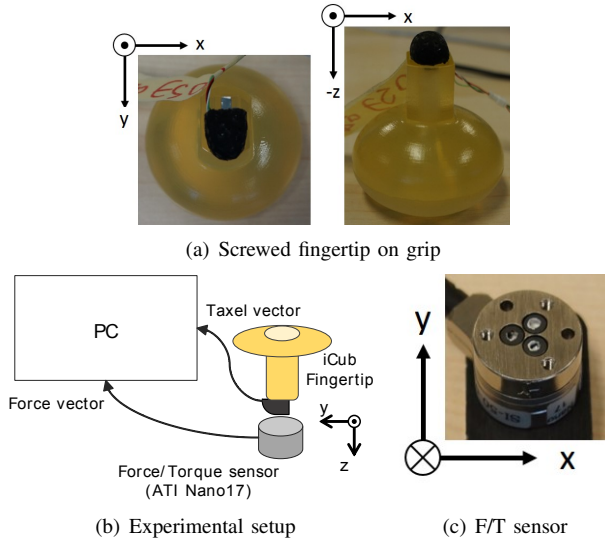 x
y
x
-z
(a) Screwed fingertip on grip
PC
Taxel vector
iCub
Fingertip
Force vector
y
z
Force/Torque sensor
(ATI Nano17)
y
x
(b) Experimental setup
(c) F/T sensor